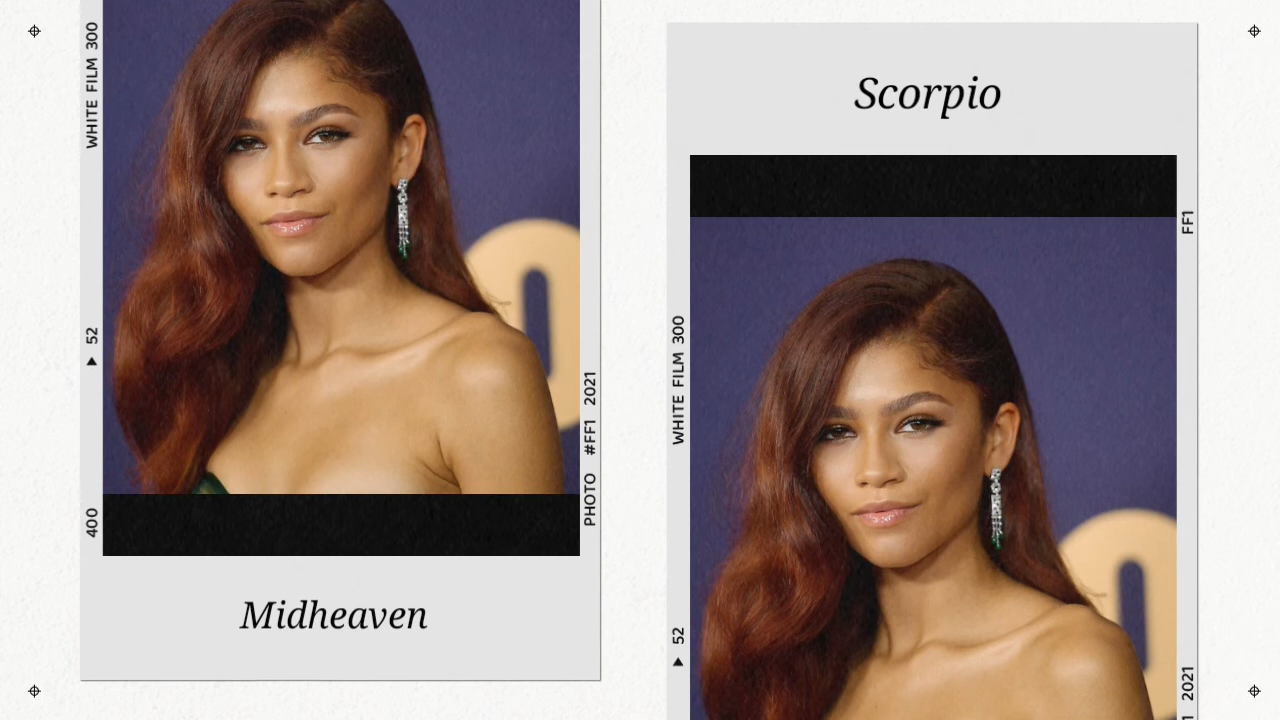 WHITE FILM 300
▶ 52
400
PHOTO #FF1 2021
Midheaven
Scorpio
WHITE FILM 300
▶ 52
FF1
2021